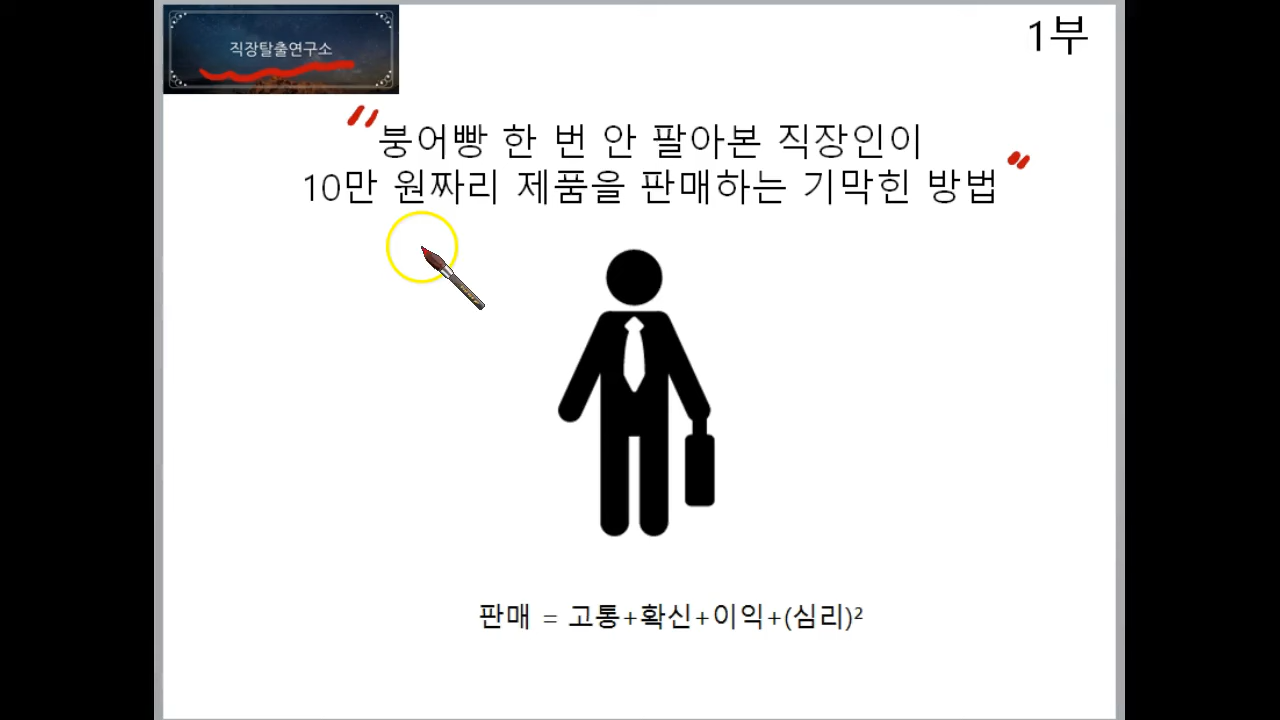 직장탈출연구소
1부
"붕어빵 한 번 안 팔아본 직장인이
10만 원짜리 제품을 판매하는 기막힌 방법"
판매 = 고통+확신+이익+(심리)²